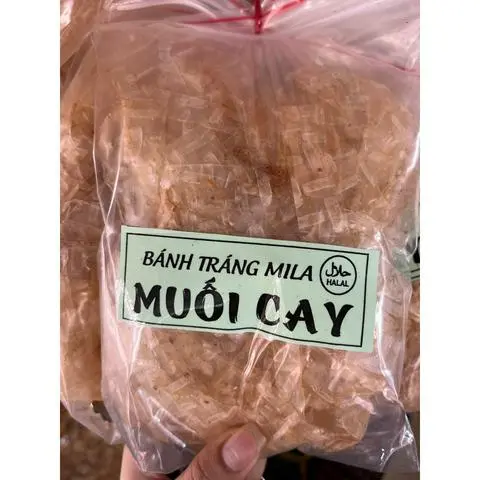 BÁNH TRÁNG MILA
حلال
HALAL
MUỐI CAY